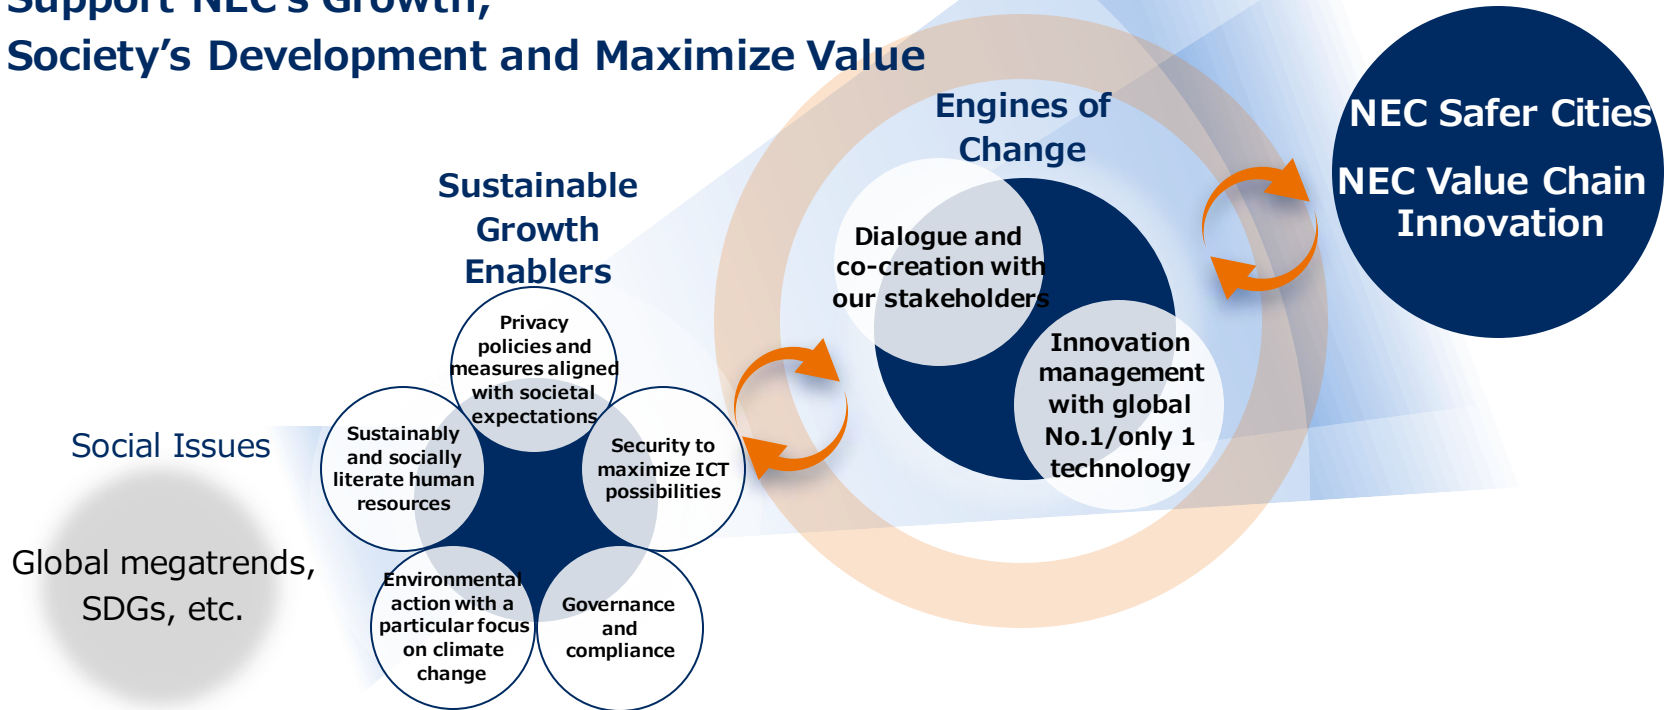 Support NEC's Growth,
Society's Development and Maximize Value
Engines of
Change
NEC Safer Cities
NEC Value Chain
Innovation
Sustainable
Growth
Enablers
Dialogue and
co-creation with
our stakeholders
Innovation
management
with global
No.1/only 1
technology
Privacy
policies and
measures aligned
with societal
expectations
Sustainably
and socially
literate human
resources
Security to
maximize ICT
possibilities
Environmental
action with a
particular focus
on climate
change
Governance
and
compliance
Social Issues
Global megatrends,
SDGs, etc.